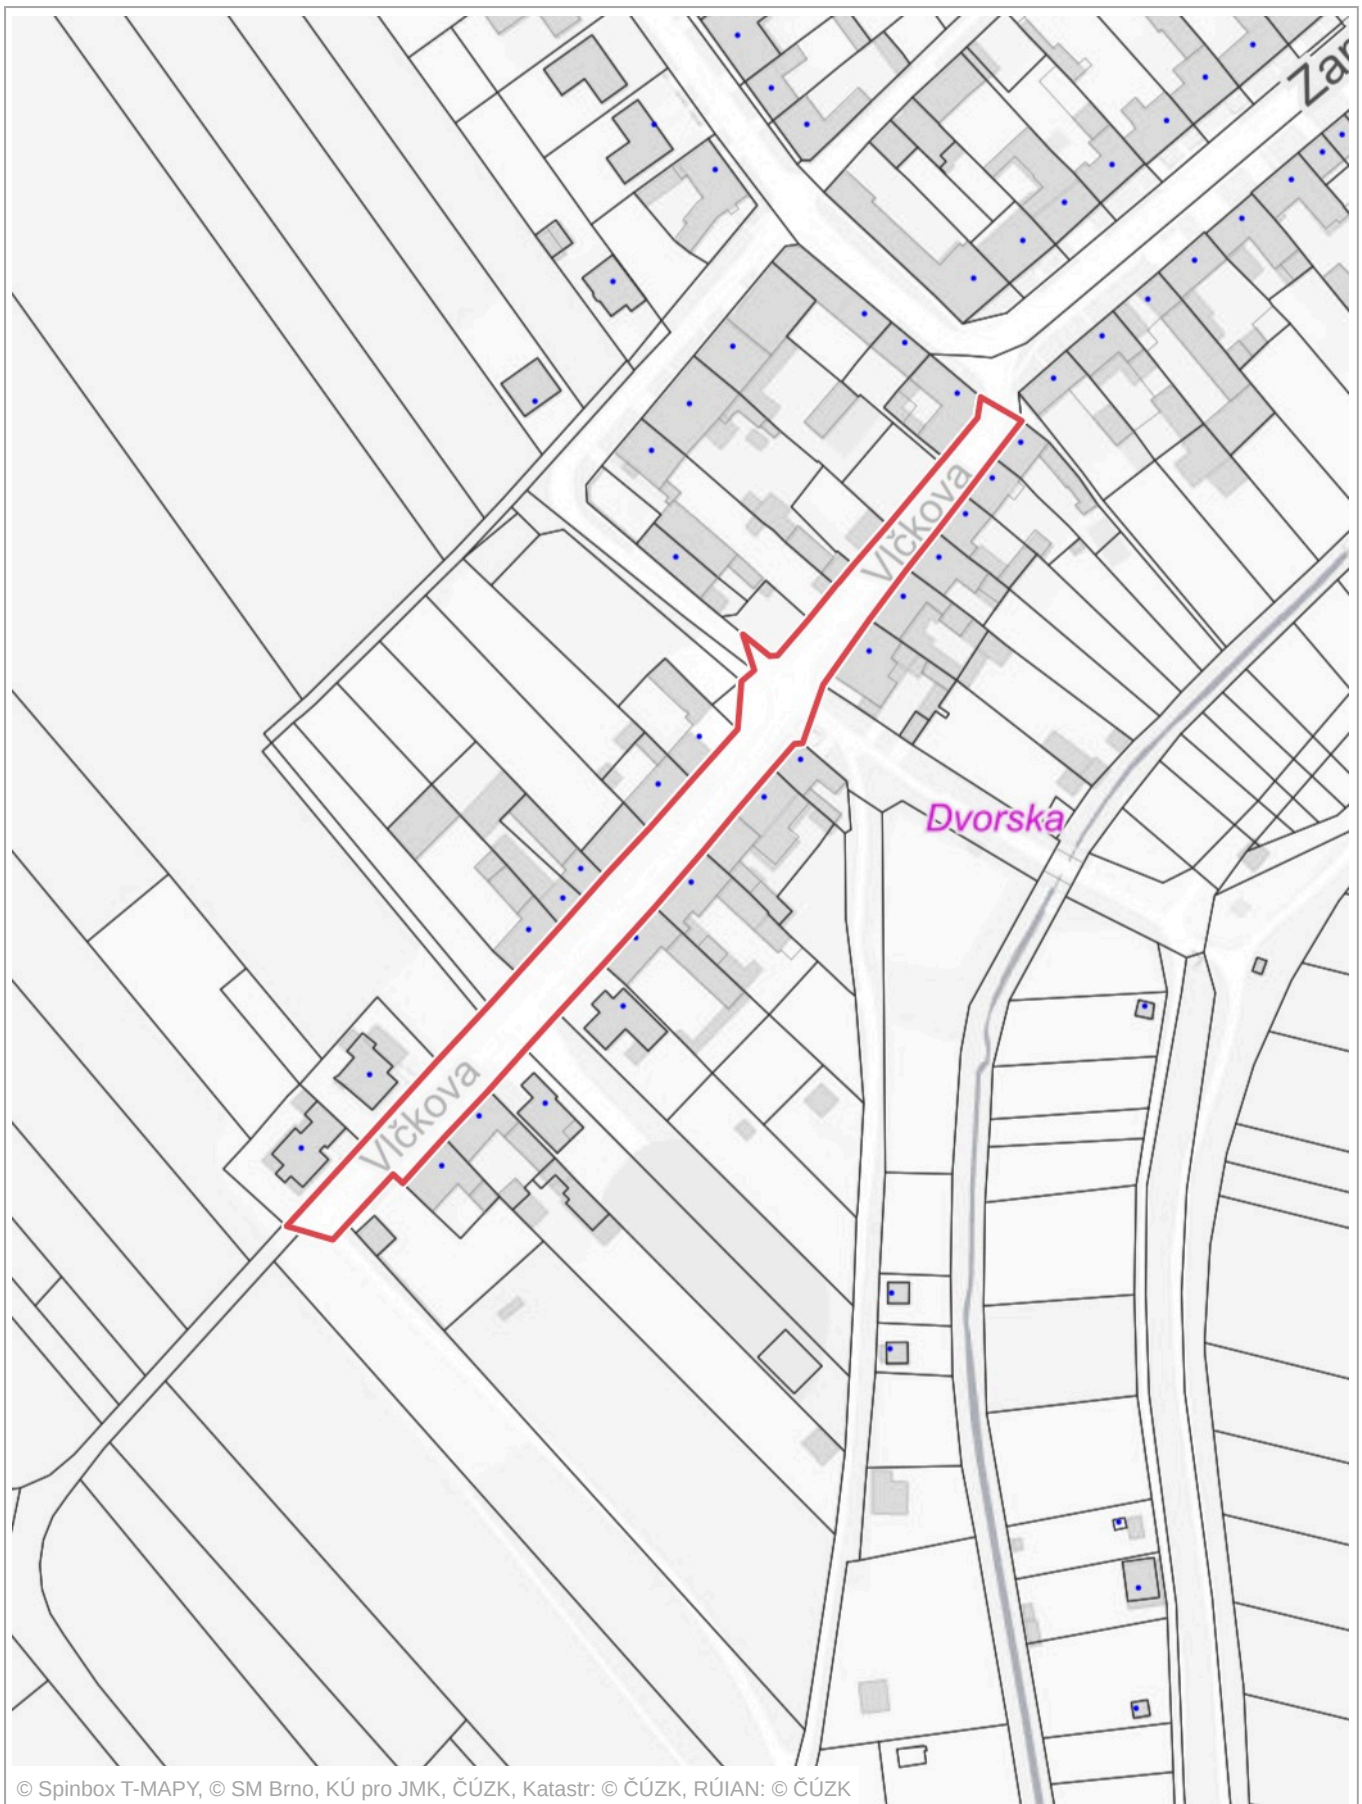 Vlčkova
Dvorska
Vlčkova
© Spinbox T-MAPY, © SM Brno, KÚ pro JMK, ČÚZK, Katastr: © ČÚZK, RÚIAN: © ČÚZK